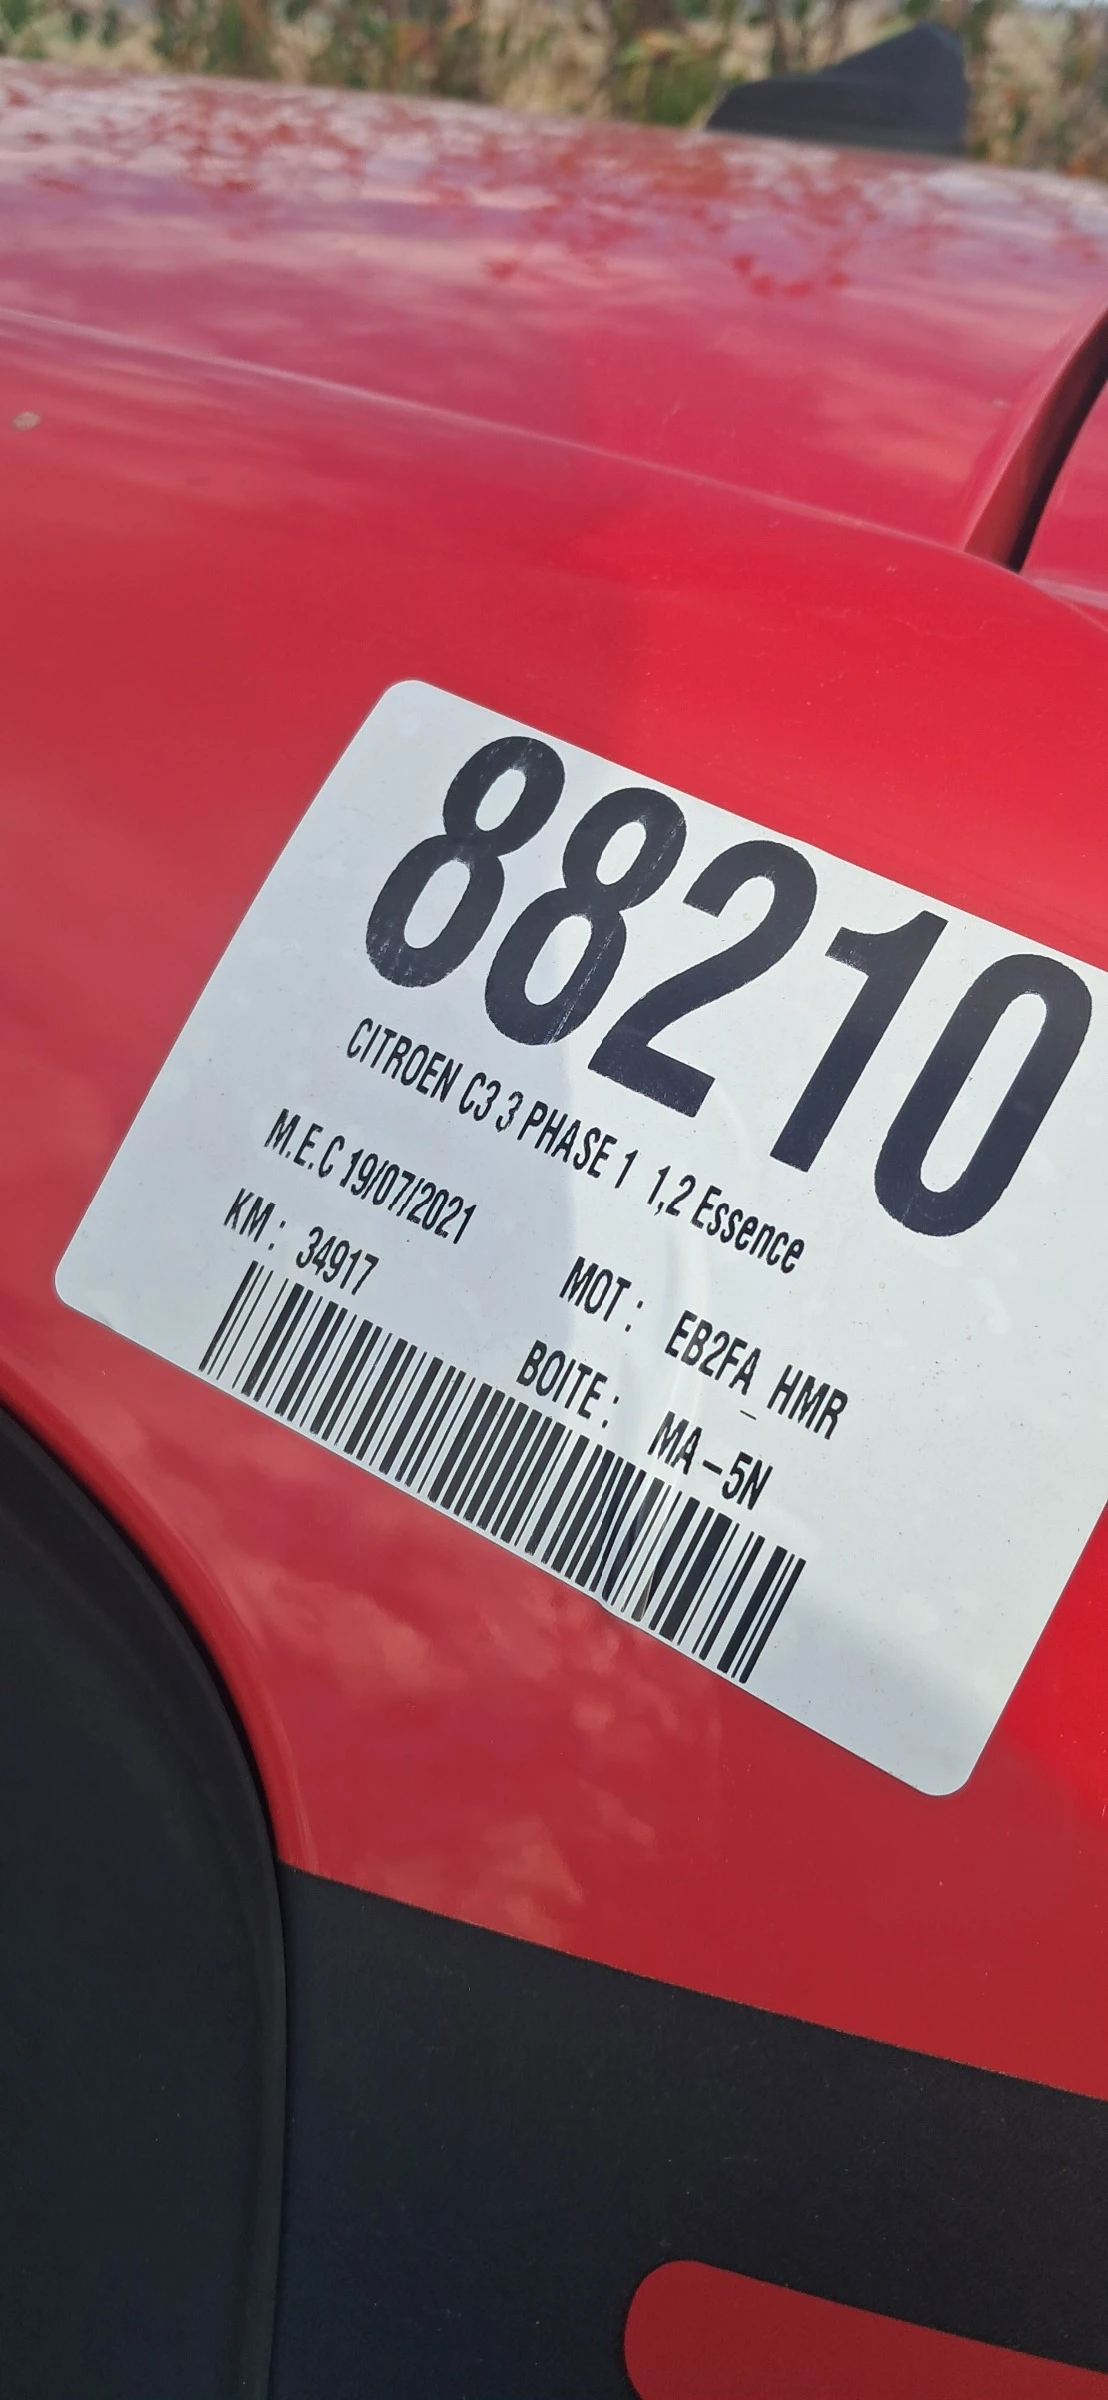 88210
CITROEN C3 3 PHASE 1 1,2 Essence
M.E.C 19/07/2021 MOT : EB2FA_HMR
KM : 34917 BOITE : MA-5N